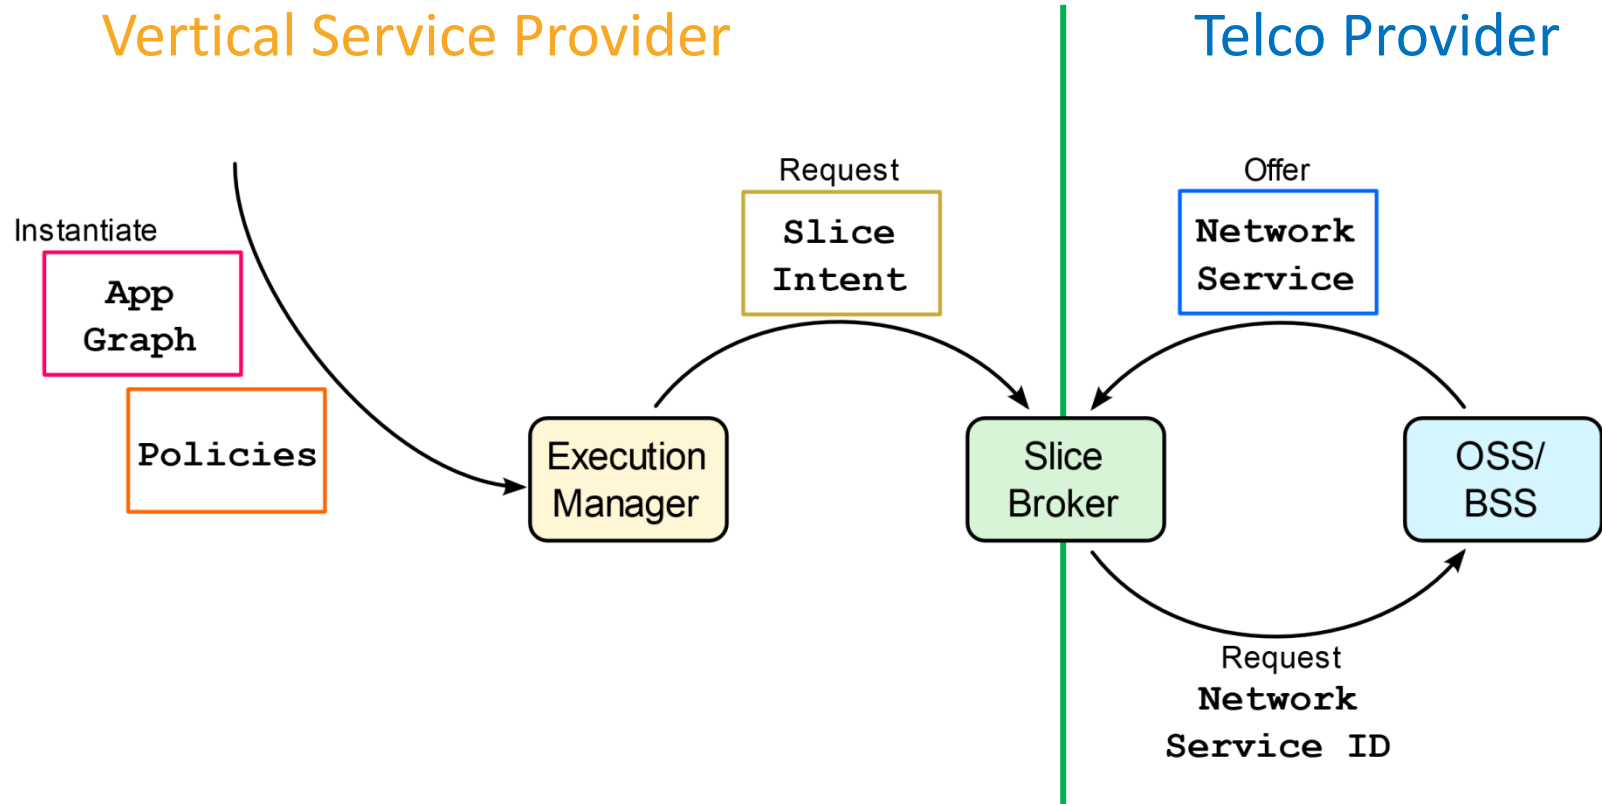 Vertical Service Provider
Telco Provider
Instantiate
App
Graph
Policies
Request
Slice
Intent
Offer
Network
Service
Execution
Manager
Slice
Broker
OSS/
BSS
Request
Network
Service ID